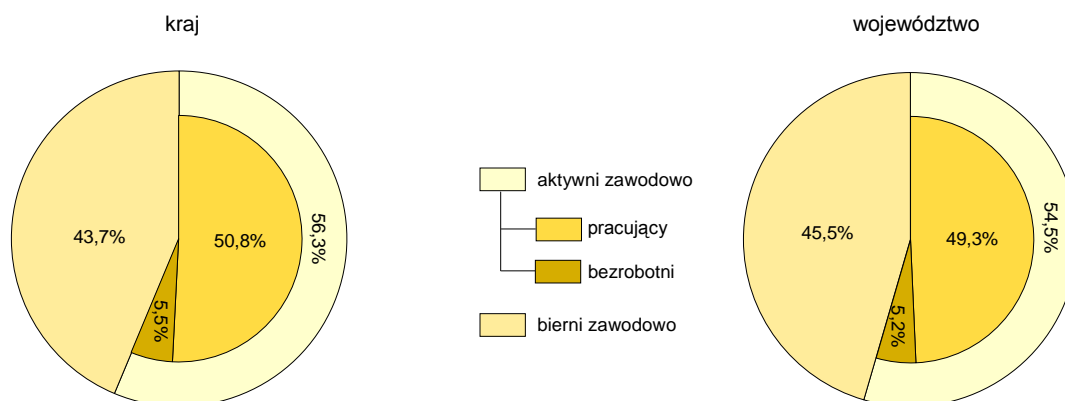 kraj
województwo
43,7%
50,8%
56,3%
5,5%
aktywni zawodowo
pracujący
bezrobotni
bierni zawodowo
45,5%
49,3%
54,5%
5,2%